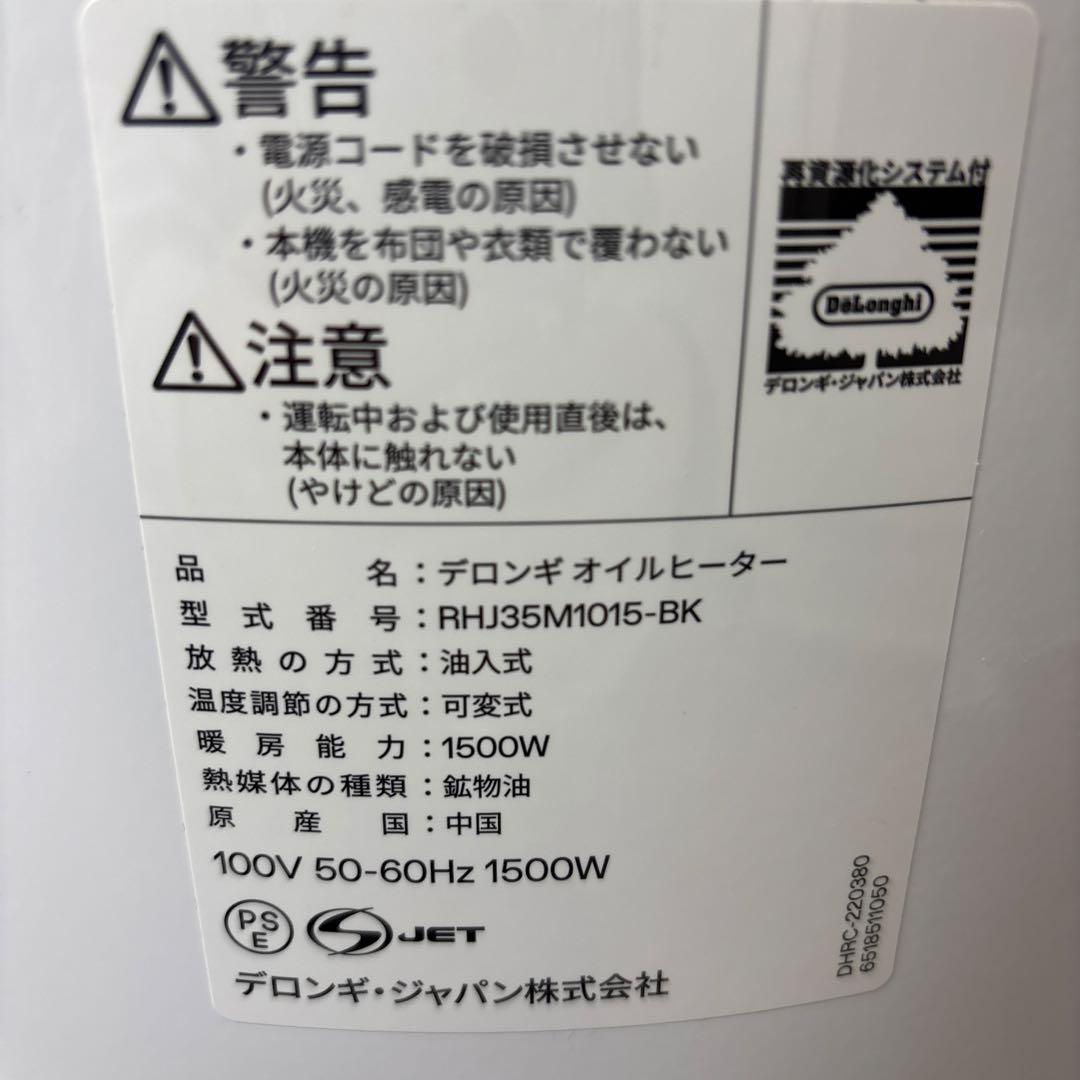 警告
・電源コードを破損させない
(火災、感電の原因)
・本機を布団や衣類で覆わない
(火災の原因)
注意
・運転中および使用直後は、
本体に触れない
(やけどの原因)
再資源化システム付
DeLonghi
デロンギ・ジャパン株式会社
品名：デロンギ オイルヒーター
型式番号：RHJ35M1015-BK
放熱の方式：油入式
温度調節の方式：可変式
暖房能力：1500W
熱媒体の種類：鉱物油
原産国：中国
100V 50-60Hz 1500W
PSE
S JET
デロンギ・ジャパン株式会社
DHRC-220380
6518511050